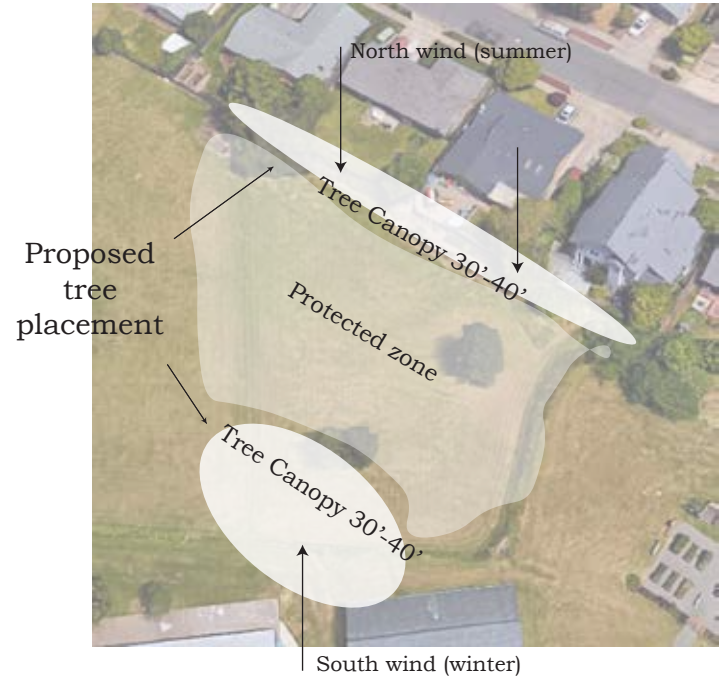 North wind (summer)
Tree Canopy 30’-40’
Proposed
tree
placement
Protected zone
Tree Canopy 30’-40’
South wind (winter)